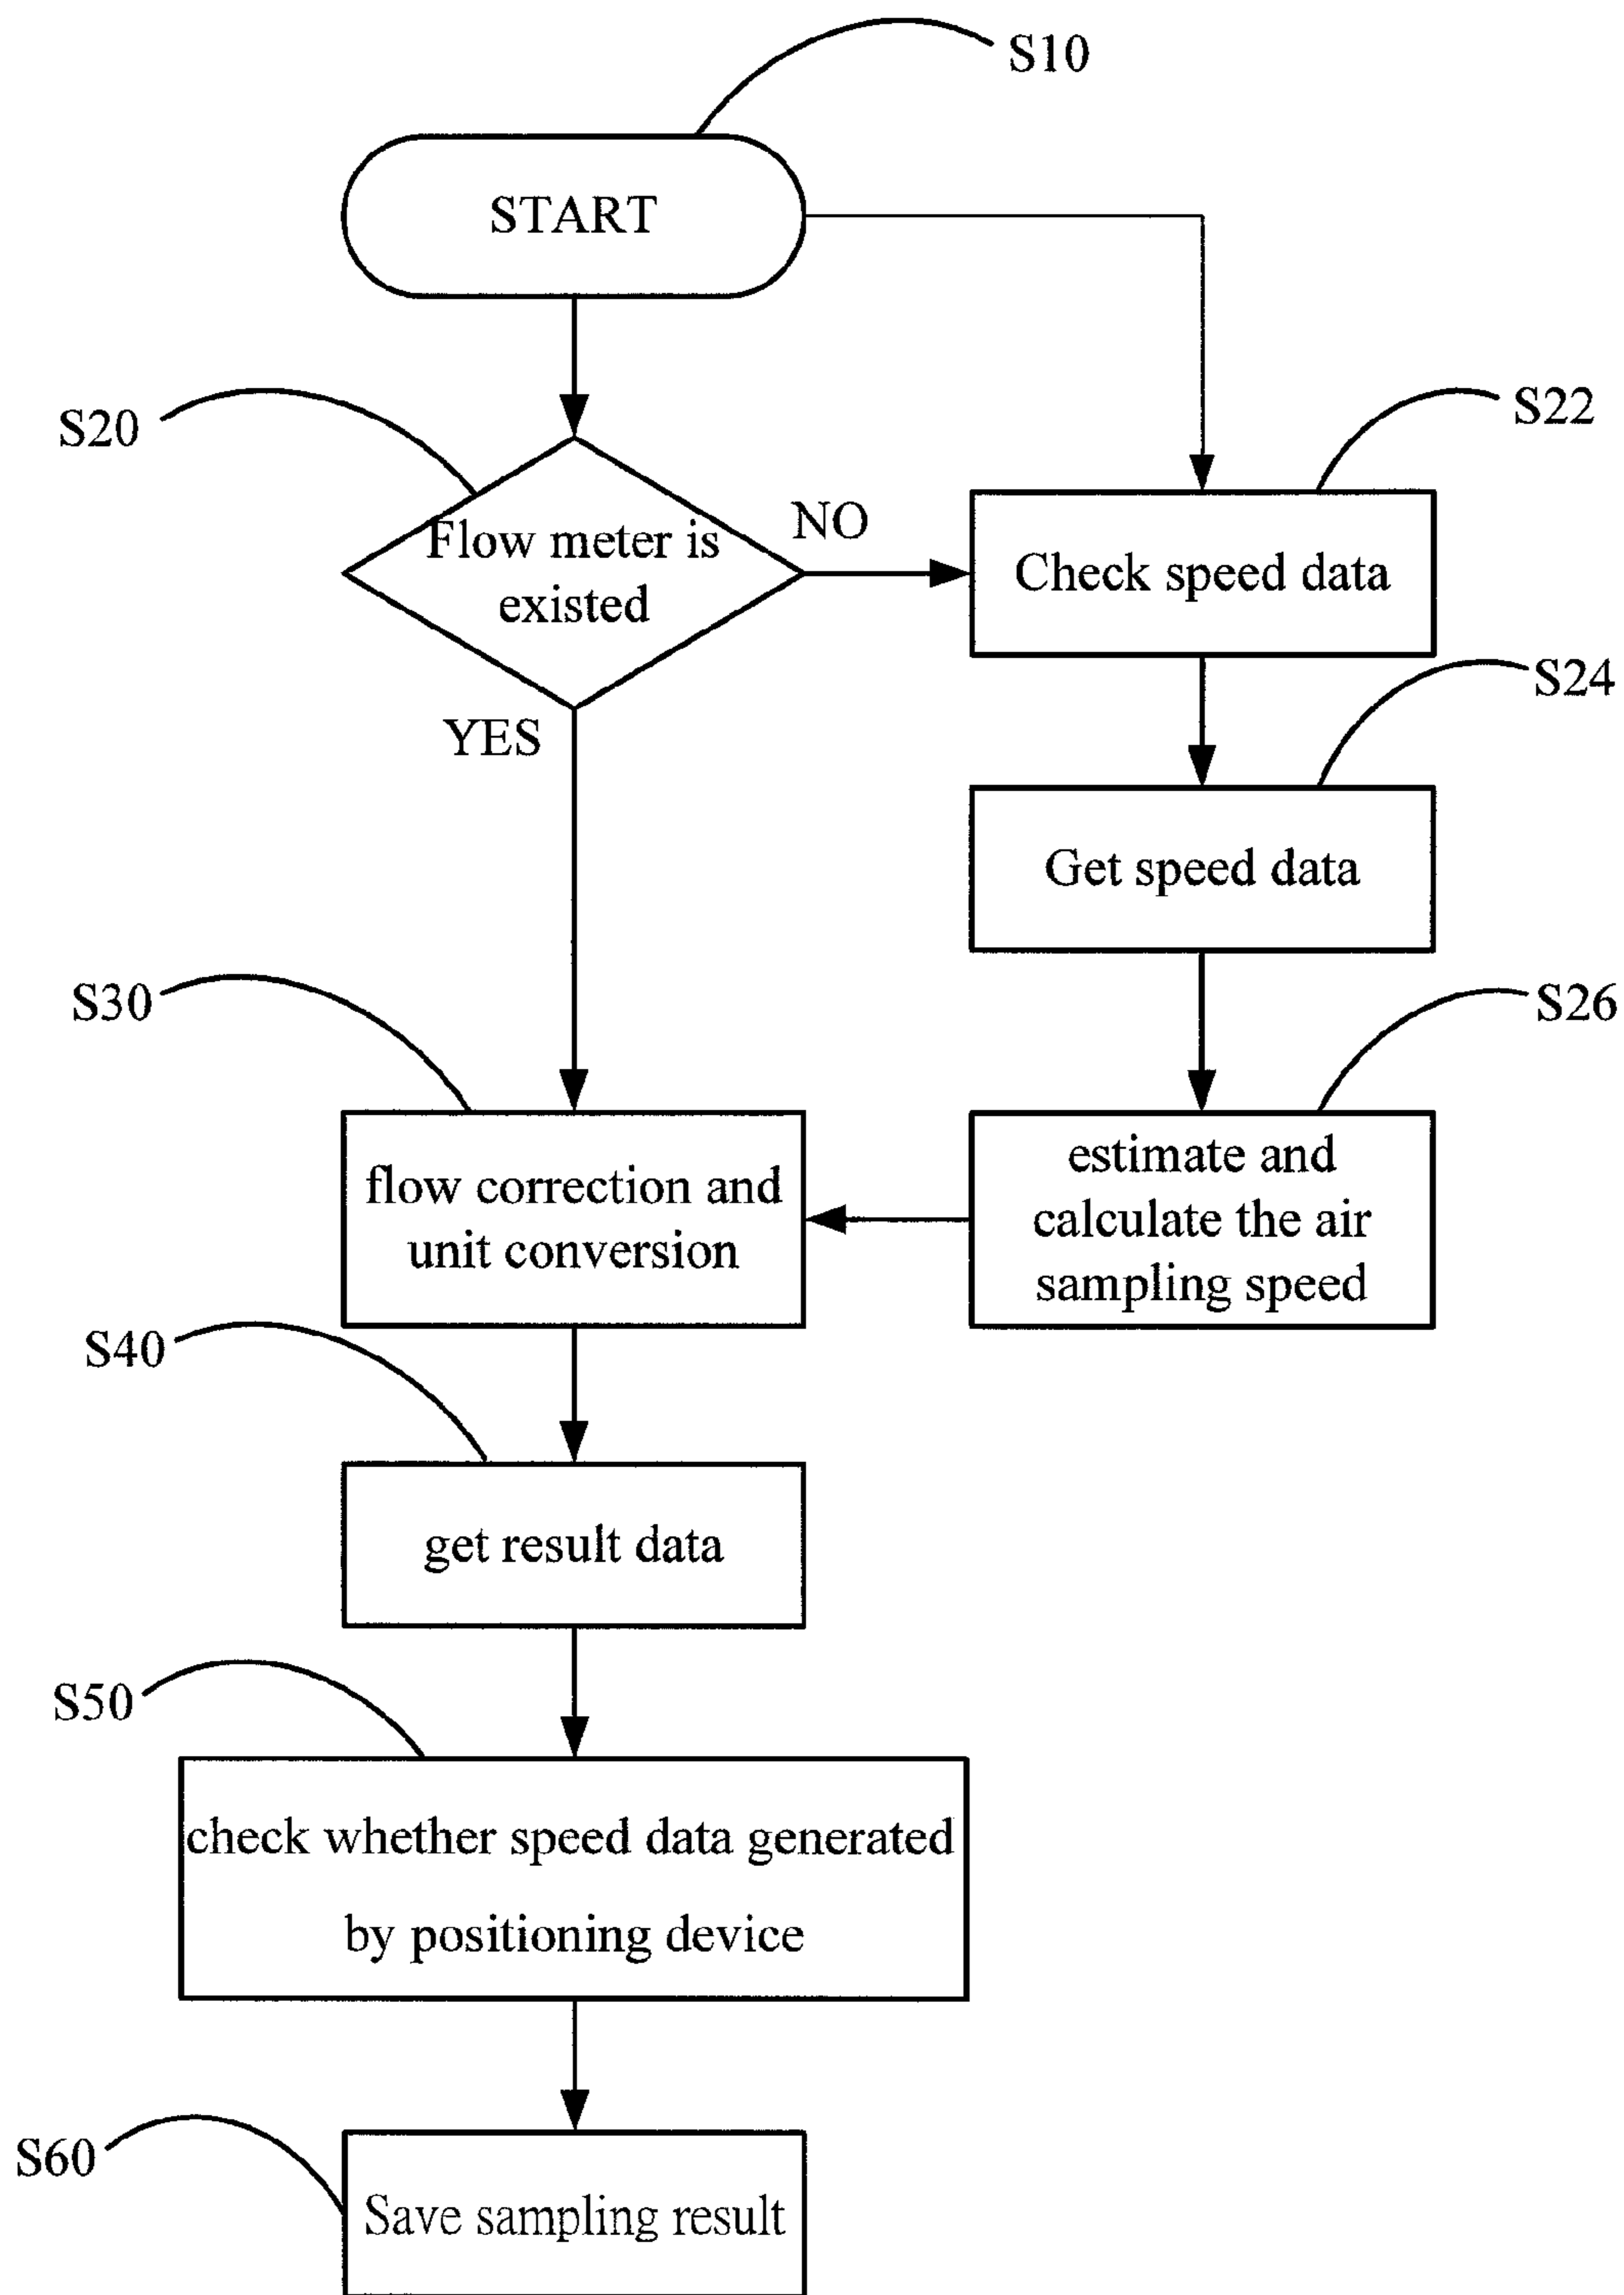 S10
START
S20
Flow meter is
existed
NO
S22
Check speed data
YES
S24
Get speed data
S30
flow correction and
unit conversion
S26
estimate and
calculate the air
sampling speed
S40
get result data
S50
check whether speed data generated
by positioning device
S60
Save sampling result